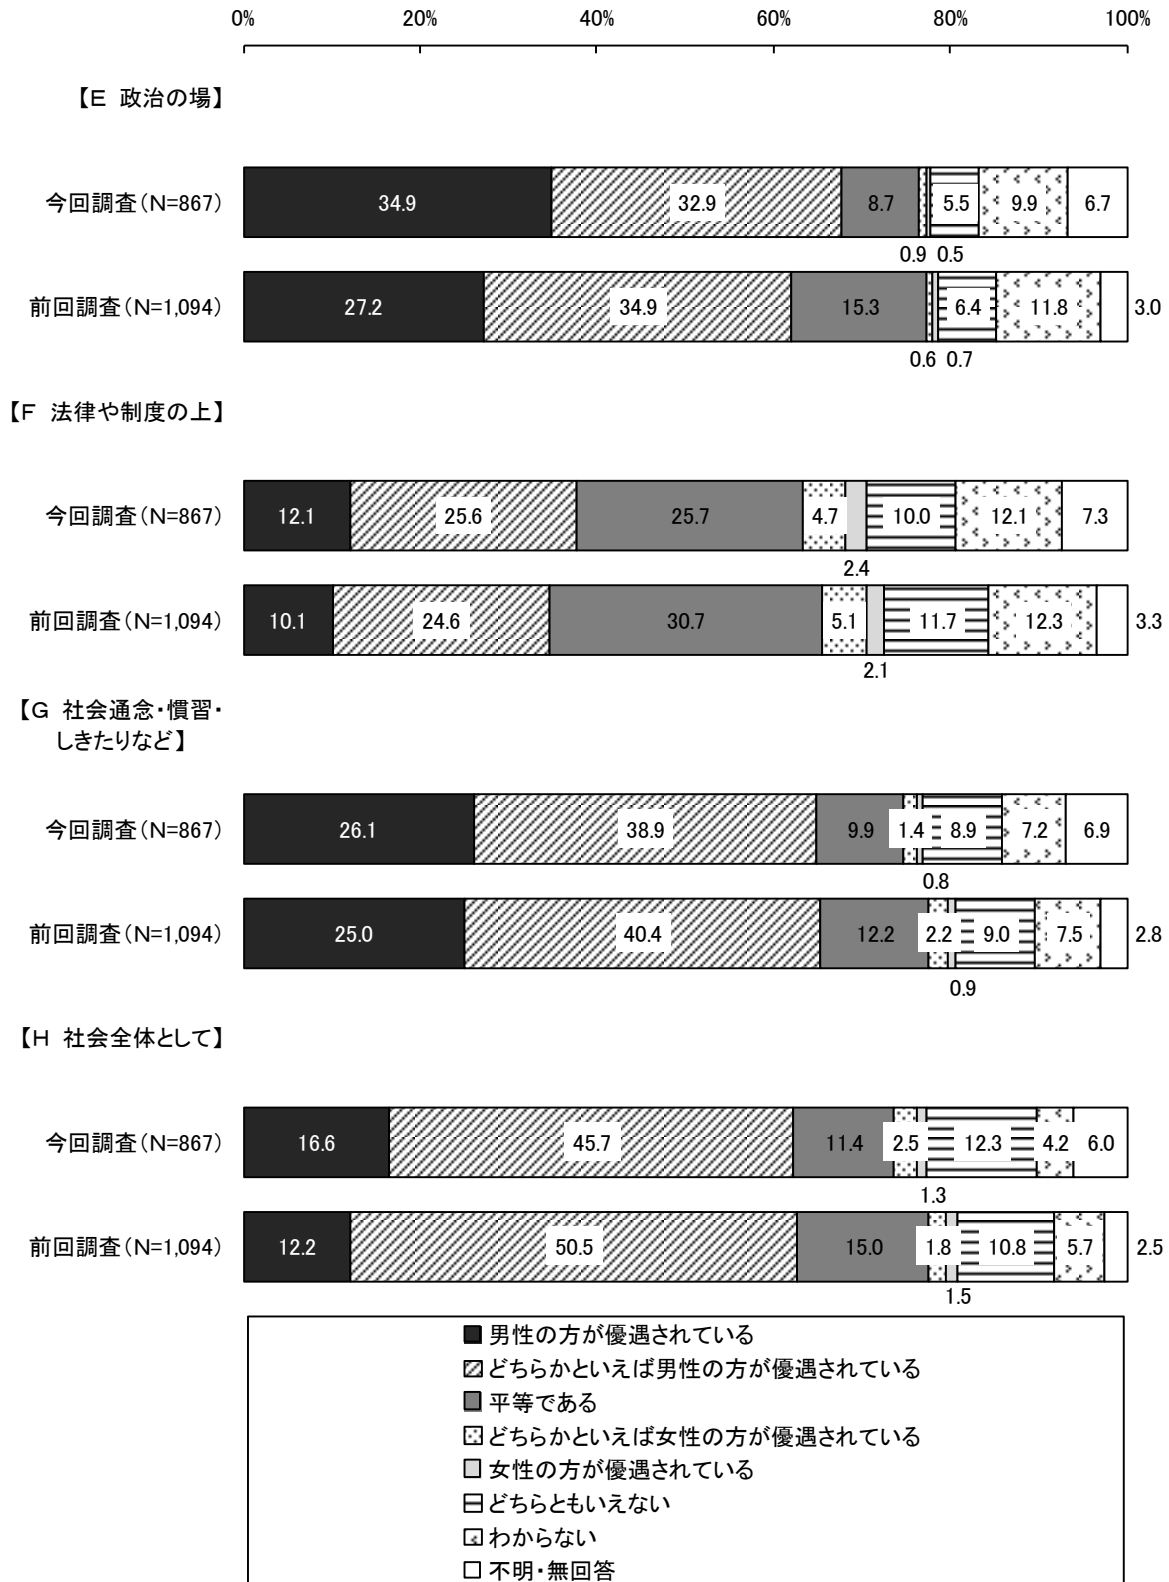 0% 20% 40% 60% 80% 100%
【E 政治の場】
今回調査(N=867) 34.9 32.9 8.7 5.5 9.9 6.7
0.9 0.5
前回調査(N=1,094) 27.2 34.9 15.3 6.4 11.8 3.0
0.6 0.7
【F 法律や制度の上】
今回調査(N=867) 12.1 25.6 25.7 4.7 10.0 12.1 7.3
2.4
前回調査(N=1,094) 10.1 24.6 30.7 5.1 11.7 12.3 3.3
2.1
【G 社会通念・慣習・
しきたりなど】
今回調査(N=867) 26.1 38.9 9.9 1.4 8.9 7.2 6.9
0.8
前回調査(N=1,094) 25.0 40.4 12.2 2.2 9.0 7.5 2.8
0.9
【H 社会全体として】
今回調査(N=867) 16.6 45.7 11.4 2.5 12.3 4.2 6.0
1.3
前回調査(N=1,094) 12.2 50.5 15.0 1.8 10.8 5.7 2.5
1.5
男性の方が優遇されている
どちらかといえば男性の方が優遇されている
平等である
どちらかといえば女性の方が優遇されている
女性の方が優遇されている
どちらともいえない
わからない
不明・無回答